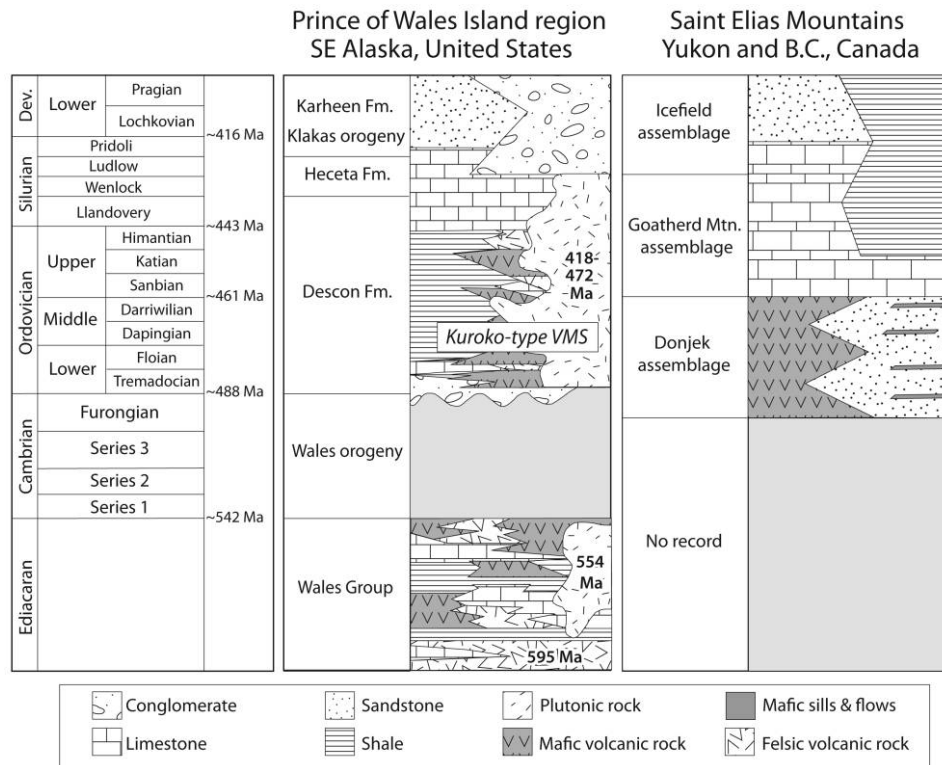 Prince of Wales Island region
SE Alaska, United States
Saint Elias Mountains
Yukon and B.C., Canada
Dev.
Lower
Pragian
Lochkovian
~416 Ma
Silurian
Pridoli
Ludlow
Wenlock
Llandovery
~443 Ma
Ordovician
Upper
Himantian
Katian
Sanbian
~461 Ma
Middle
Darriwilian
Dapingian
Lower
Floian
Tremadocian
~488 Ma
Cambrian
Furongian
Series 3
Series 2
Series 1
~542 Ma
Ediacaran
Karheen Fm.
Klakas orogeny
Heceta Fm.
Descon Fm.
418-
472
Ma
Kuroko-type VMS
Wales orogeny
Wales Group
554
Ma
595 Ma
Icefield
assemblage
Goatherd Mtn.
assemblage
Donjek
assemblage
No record
Conglomerate
Sandstone
Plutonic rock
Mafic sills & flows
Limestone
Shale
Mafic volcanic rock
Felsic volcanic rock